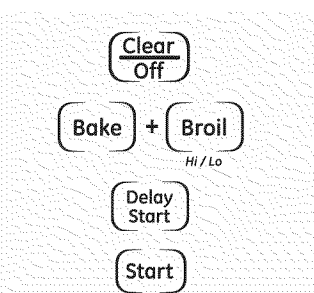 Clear
Off
Bake + Broil
Hi / Lo
Delay
Start
Start